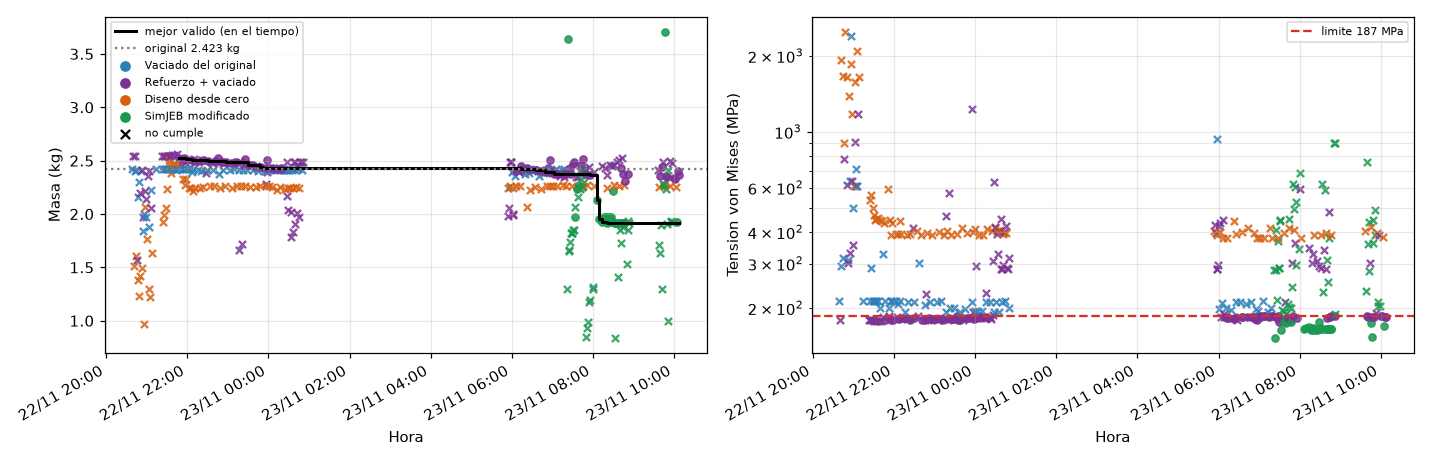 mejor valido (en el tiempo)
original 2.423 kg
Vaciado del original
Refuerzo + vaciado
Diseno desde cero
SimJEB modificado
no cumple
Masa (kg)
3.5
3.0
2.5
2.0
1.5
1.0
22/11 20:00
22/11 22:00
23/11 00:00
23/11 02:00
23/11 04:00
23/11 06:00
23/11 08:00
23/11 10:00
Hora
limite 187 MPa
Tension von Mises (MPa)
2 × 10³
10³
6 × 10²
4 × 10²
3 × 10²
2 × 10²
22/11 20:00
22/11 22:00
23/11 00:00
23/11 02:00
23/11 04:00
23/11 06:00
23/11 08:00
23/11 10:00
Hora